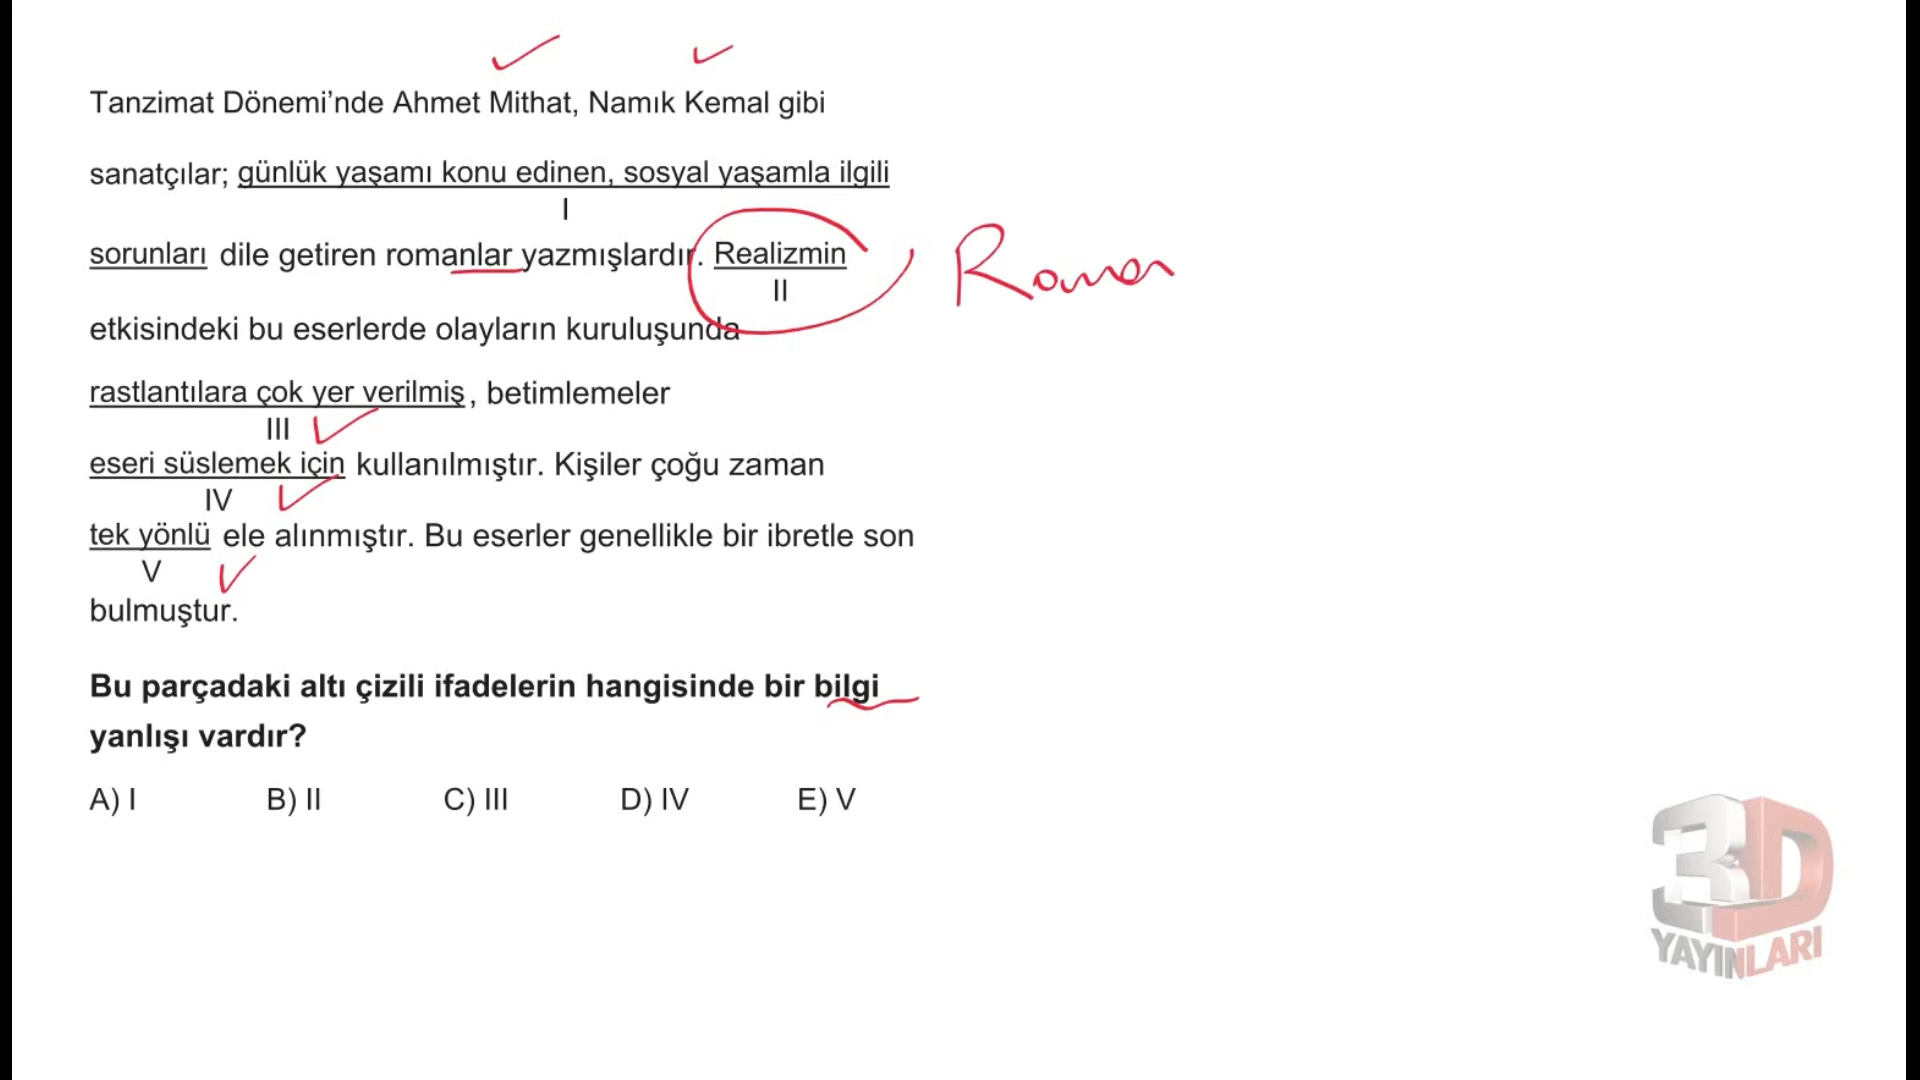 Tanzimat Dönemi’nde Ahmet Mithat, Namık Kemal gibi
sanatçılar; günlük yaşamı konu edinen, sosyal yaşamla ilgili
I
sorunları dile getiren romanlar yazmışlardır. Realizmin
II
Roman
etkisindeki bu eserlerde olayların kuruluşunda
rastlantılara çok yer verilmiş, betimlemeler
III
eseri süslemek için kullanılmıştır. Kişiler çoğu zaman
IV
tek yönlü ele alınmıştır. Bu eserler genellikle bir ibretle son
V
bulmuştur.
Bu parçadaki altı çizili ifadelerin hangisinde bir bilgi
yanlışı vardır?
A) I B) II C) III D) IV E) V
3D
YAYINLARI